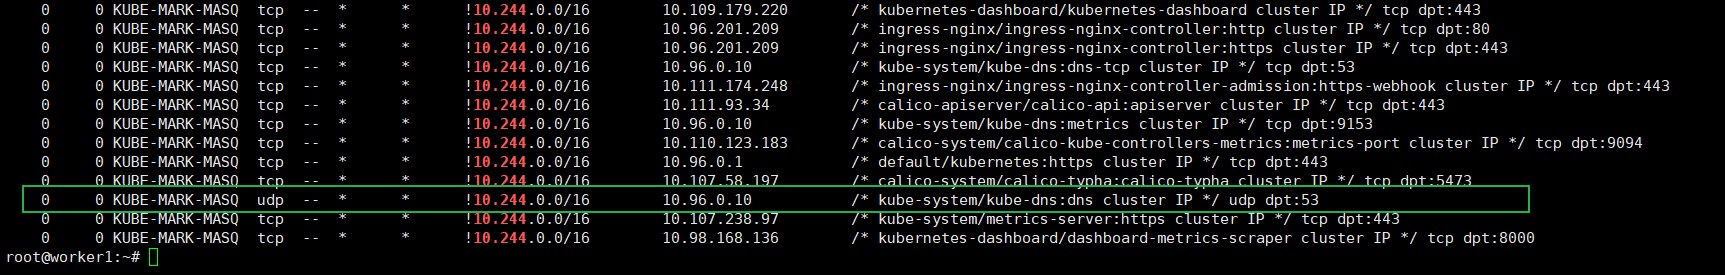 0 0 KUBE-MARK-MASQ tcp -- * * !10.244.0.0/16 10.109.179.220 /* kubernetes-dashboard/kubernetes-dashboard cluster IP */ tcp dpt:443
0 0 KUBE-MARK-MASQ tcp -- * * !10.244.0.0/16 10.96.201.209 /* ingress-nginx/ingress-nginx-controller:http cluster IP */ tcp dpt:80
0 0 KUBE-MARK-MASQ tcp -- * * !10.244.0.0/16 10.96.201.209 /* ingress-nginx/ingress-nginx-controller:https cluster IP */ tcp dpt:443
0 0 KUBE-MARK-MASQ tcp -- * * !10.244.0.0/16 10.96.0.10 /* kube-system/kube-dns:dns-tcp cluster IP */ tcp dpt:53
0 0 KUBE-MARK-MASQ tcp -- * * !10.244.0.0/16 10.111.174.248 /* ingress-nginx/ingress-nginx-controller-admission:https-webhook cluster IP */ tcp dpt:443
0 0 KUBE-MARK-MASQ tcp -- * * !10.244.0.0/16 10.111.93.34 /* calico-apiserver/calico-api:apiserver cluster IP */ tcp dpt:443
0 0 KUBE-MARK-MASQ tcp -- * * !10.244.0.0/16 10.96.0.10 /* kube-system/kube-dns:metrics cluster IP */ tcp dpt:9153
0 0 KUBE-MARK-MASQ tcp -- * * !10.244.0.0/16 10.110.123.183 /* calico-system/calico-kube-controllers-metrics:metrics-port cluster IP */ tcp dpt:9094
0 0 KUBE-MARK-MASQ tcp -- * * !10.244.0.0/16 10.96.0.1 /* default/kubernetes:https cluster IP */ tcp dpt:443
0 0 KUBE-MARK-MASQ tcp -- * * !10.244.0.0/16 10.107.58.197 /* calico-system/calico-typha:calico-typha cluster IP */ tcp dpt:5473
0 0 KUBE-MARK-MASQ udp -- * * !10.244.0.0/16 10.96.0.10 /* kube-system/kube-dns:dns cluster IP */ udp dpt:53
0 0 KUBE-MARK-MASQ tcp -- * * !10.244.0.0/16 10.107.238.97 /* kube-system/metrics-server:https cluster IP */ tcp dpt:443
0 0 KUBE-MARK-MASQ tcp -- * * !10.244.0.0/16 10.98.168.136 /* kubernetes-dashboard/dashboard-metrics-scraper cluster IP */ tcp dpt:8000
root@worker1:~#